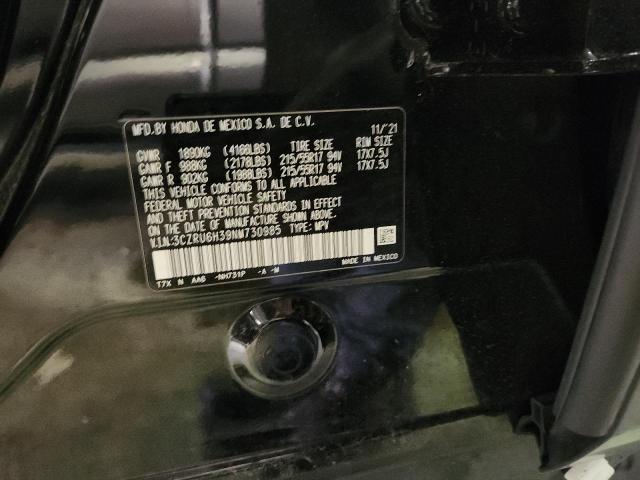 MFD.BY HONDA DE MEXICO S.A. DE C.V. 11/'21
GVWR 1890KG (4166LBS) TIRE SIZE RIM SIZE
GAWR F 988KG (2178LBS) 215/55R17 94V 17X7.5J
GAWR R 902KG (1988LBS) 215/55R17 94V 17X7.5J
THIS VEHICLE CONFORMS TO ALL APPLICABLE
FEDERAL MOTOR VEHICLE SAFETY
AND THEFT PREVENTION STANDARDS IN EFFECT
ON THE DATE OF MANUFACTURE SHOWN ABOVE.
V.I.N:3CZRU6H39NM730985 TYPE: MPV
MADE IN MEXICO
T7X N AA6 -NH731P -A -M